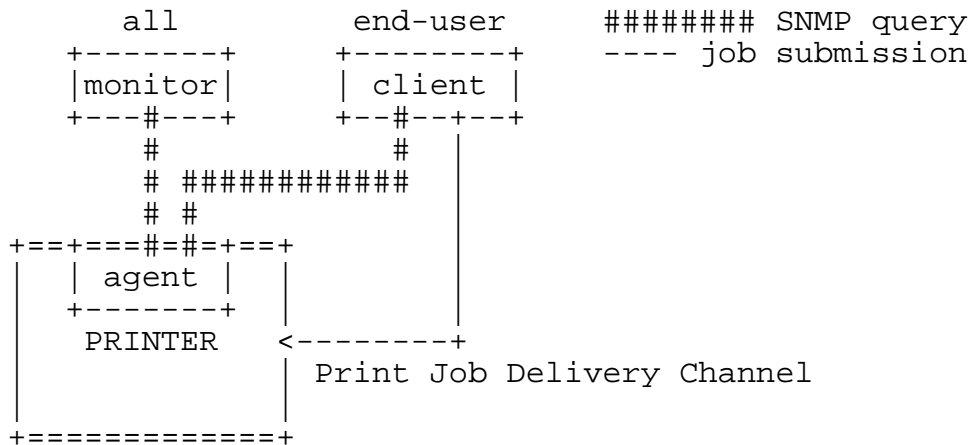 all end-user ######## SNMP query
+-------+ +--------+ ---- job submission
|monitor| | client |
+---#---+ +--#--+--+
# # |
# ############ |
# # |
+==+===#=#=+==+ |
| | agent | | |
| +-------+ | |
| PRINTER <--------+
| | Print Job Delivery Channel
| |
+=============+